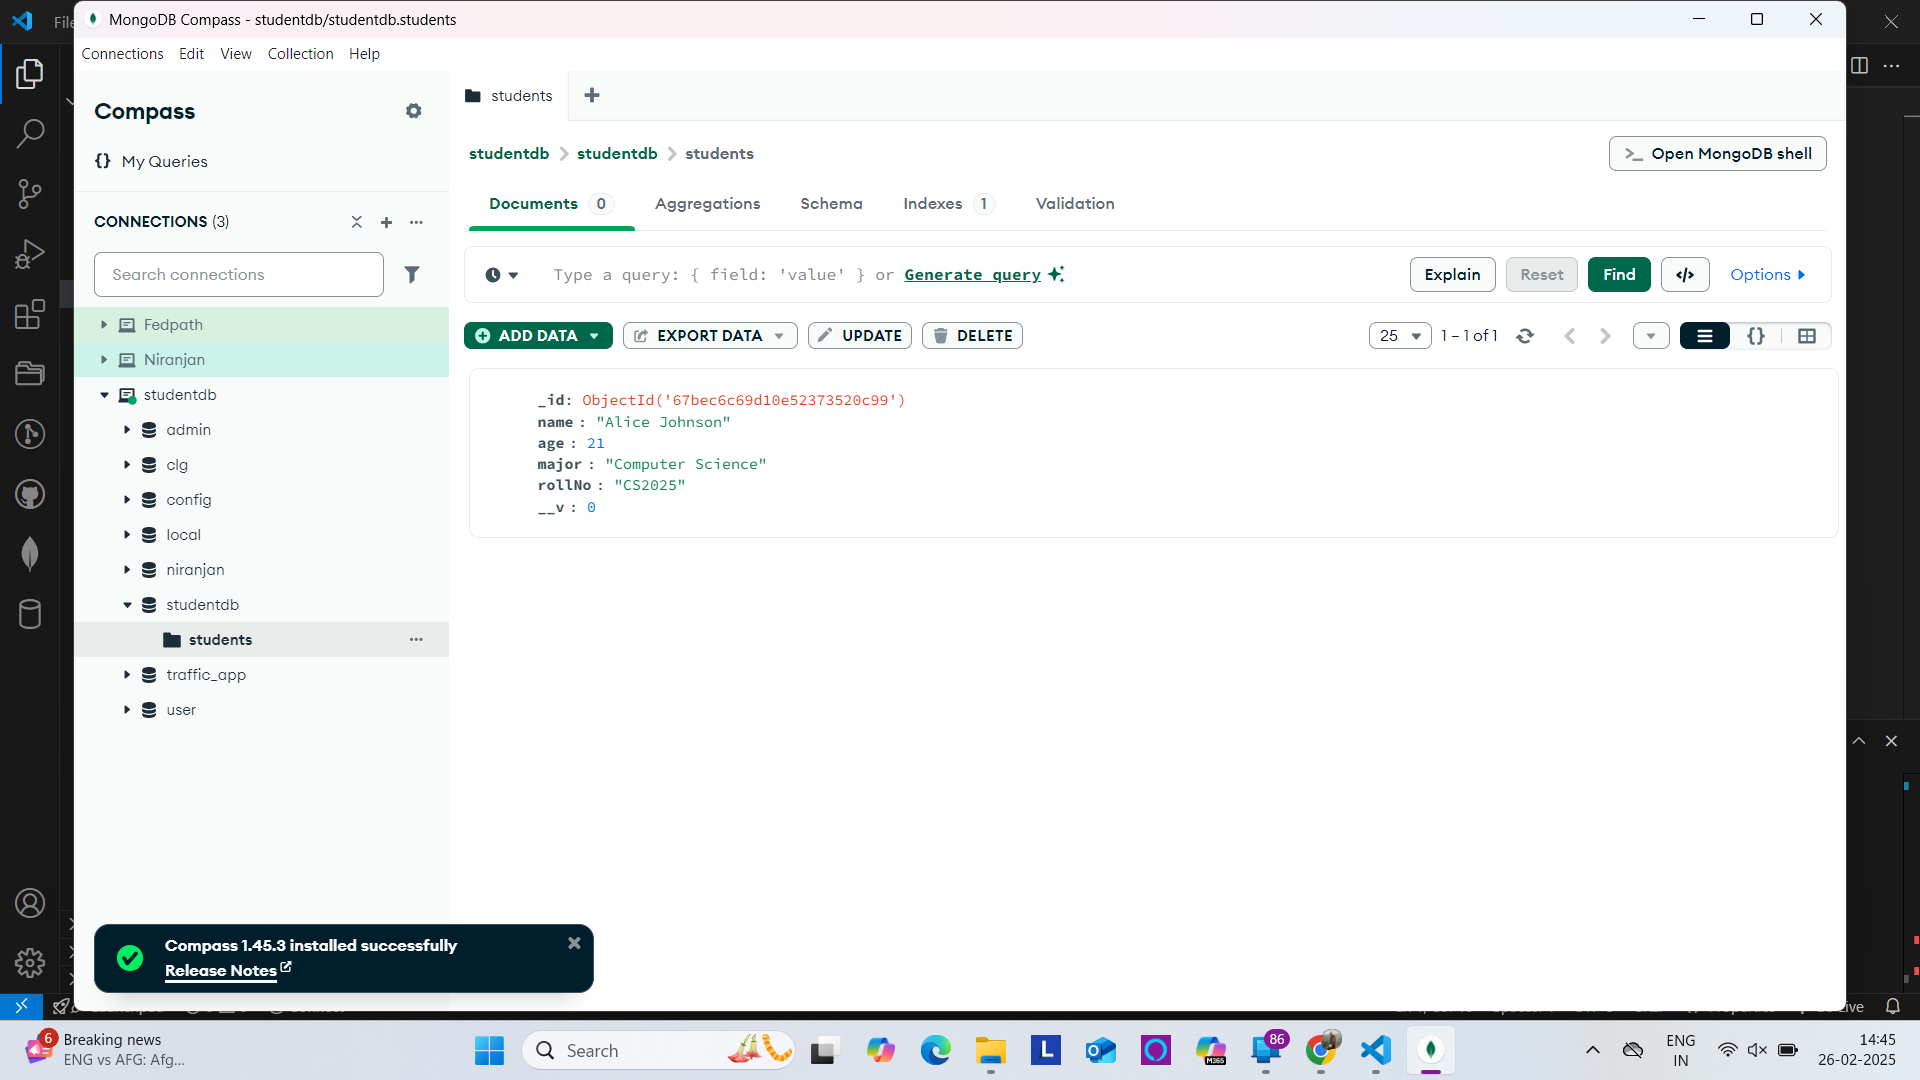 File
MongoDB Compass - studentdb/studentdb.students
Connections Edit View Collection Help
Compass
{} My Queries
CONNECTIONS (3)
Search connections
Fedpath
Niranjan
studentdb
admin
clg
config
local
niranjan
studentdb
students
traffic_app
user
students
studentdb > studentdb > students
>_ Open MongoDB shell
Documents 0 Aggregations Schema Indexes 1 Validation
Type a query: { field: 'value' } or Generate query
Explain Reset Find </> Options
ADD DATA EXPORT DATA UPDATE DELETE
25 1 – 1 of 1 {}
_id: ObjectId('67bec6c69d10e52373520c99')
name : "Alice Johnson"
age : 21
major : "Computer Science"
rollNo : "CS2025"
__v : 0
Compass 1.45.3 installed successfully
Release Notes
6
Breaking news
ENG vs AFG: Afg...
Search
L
M365
86
ENG
IN
14:45
26-02-2025